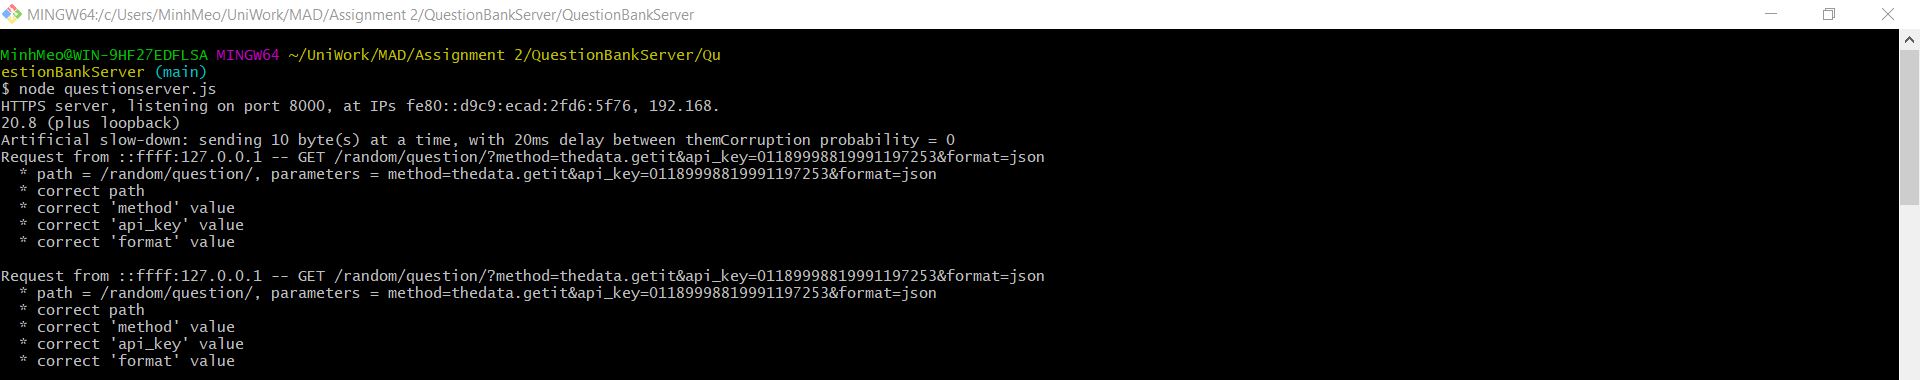 MINGW64:/c/Users/MinhMeo/UniWork/MAD/Assignment 2/QuestionBankServer/QuestionBankServer
MinhMeo@WIN-9HF27EDFLSA MINGW64 ~/UniWork/MAD/Assignment 2/QuestionBankServer/Qu
estionBankServer (main)
$ node questionserver.js
HTTPS server, listening on port 8000, at IPs fe80::d9c9:ecad:2fd6:5f76, 192.168.
20.8 (plus loopback)
Artificial slow-down: sending 10 byte(s) at a time, with 20ms delay between themCorruption probability = 0
Request from ::ffff:127.0.0.1 -- GET /random/question/?method=thedata.getit&api_key=01189998819991197253&format=json
  * path = /random/question/, parameters = method=thedata.getit&api_key=01189998819991197253&format=json
  * correct path
  * correct 'method' value
  * correct 'api_key' value
  * correct 'format' value
Request from ::ffff:127.0.0.1 -- GET /random/question/?method=thedata.getit&api_key=01189998819991197253&format=json
  * path = /random/question/, parameters = method=thedata.getit&api_key=01189998819991197253&format=json
  * correct path
  * correct 'method' value
  * correct 'api_key' value
  * correct 'format' value